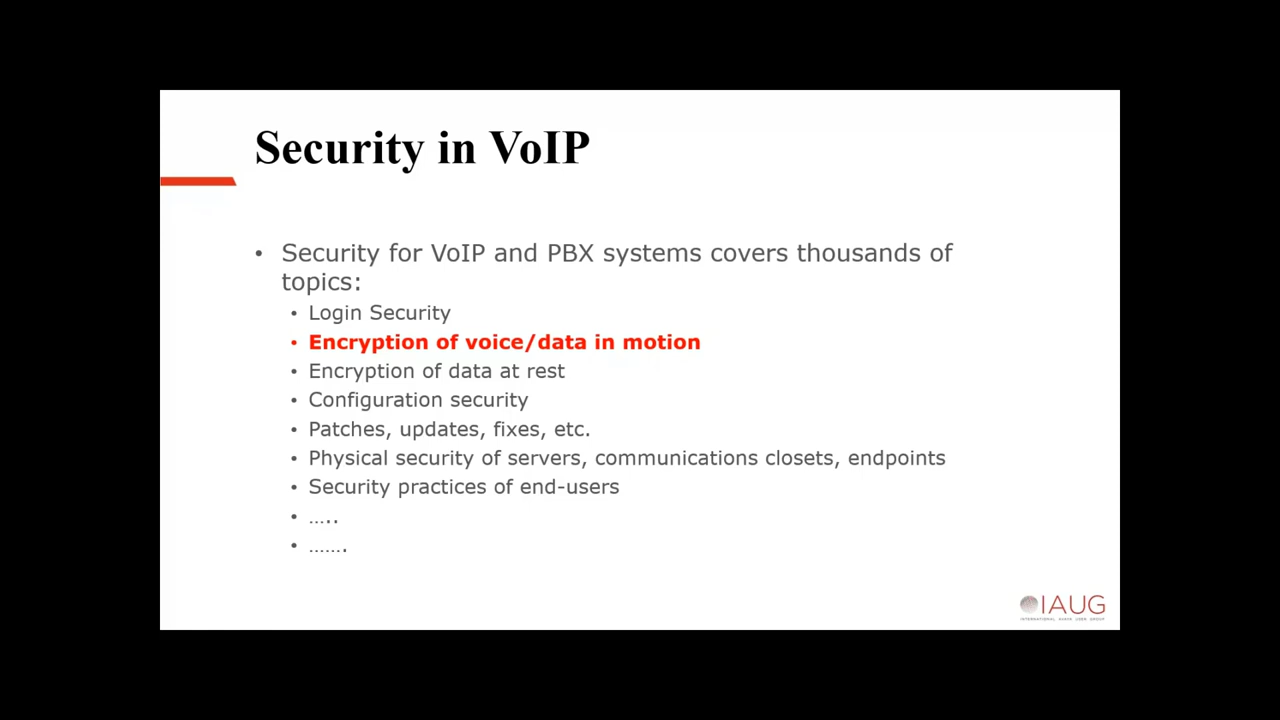 Security in VoIP
• Security for VoIP and PBX systems covers thousands of
topics:
• Login Security
• Encryption of voice/data in motion
• Encryption of data at rest
• Configuration security
• Patches, updates, fixes, etc.
• Physical security of servers, communications closets, endpoints
• Security practices of end-users
• …..
• …….
IAUG
INTERNATIONAL AVAYA USER GROUP